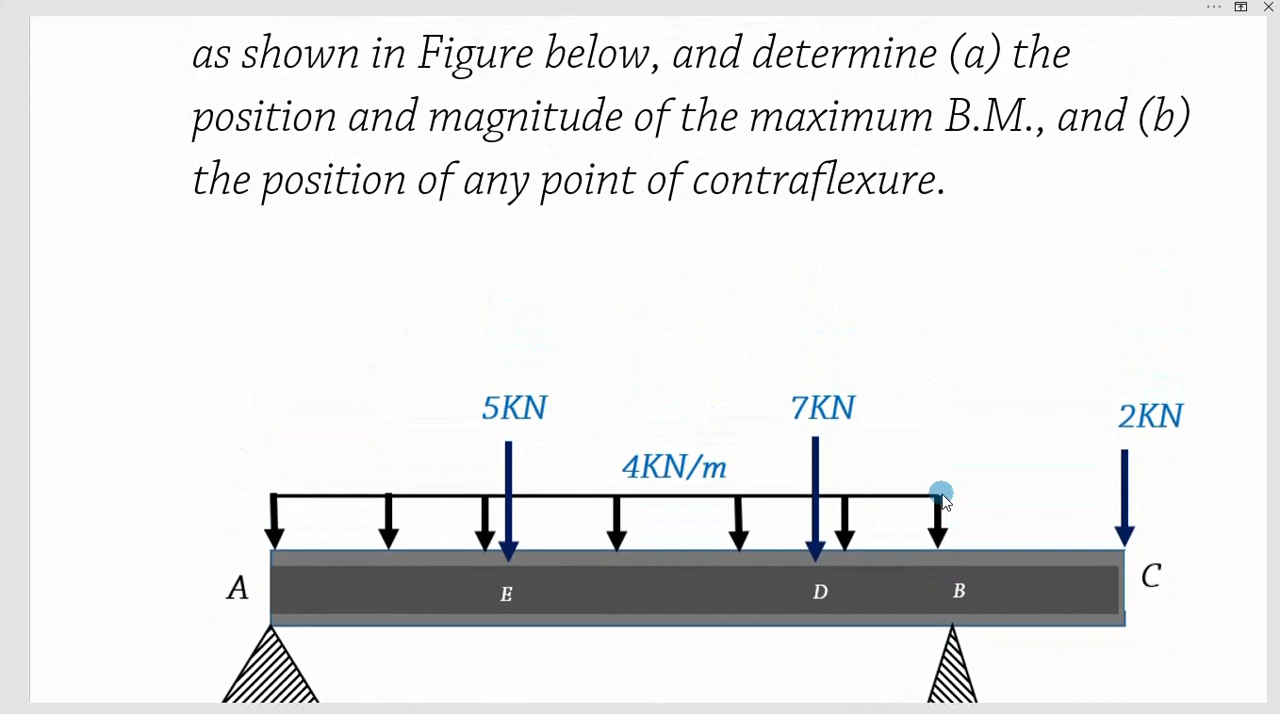 as shown in Figure below, and determine (a) the
position and magnitude of the maximum B.M., and (b)
the position of any point of contraflexure.
5KN
7KN
2KN
4KN/m
A
E
D
B
C